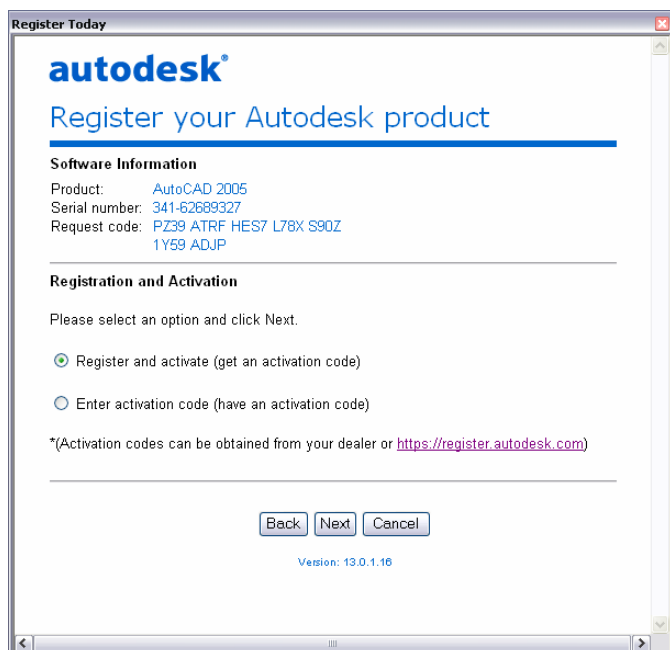 Register Today
autodesk®
Register your Autodesk product
Software Information
Product: AutoCAD 2005
Serial number: 341-62689327
Request code: PZ39 ATRF HES7 L78X S90Z
1Y59 ADJP
Registration and Activation
Please select an option and click Next.
Register and activate (get an activation code)
Enter activation code (have an activation code)
*(Activation codes can be obtained from your dealer or https://register.autodesk.com)
Back Next Cancel
Version: 13.0.1.16